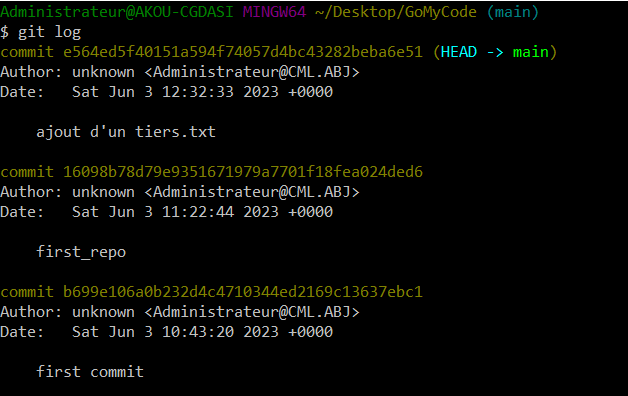 Administrateur@AKOU-CGDASI MINGW64 ~/Desktop/GoMyCode (main)
$ git log
commit e564ed5f40151a594f74057d4bc43282beba6e51 (HEAD -> main)
Author: unknown <Administrateur@CML.ABJ>
Date:   Sat Jun 3 12:32:33 2023 +0000
    ajout d'un tiers.txt
commit 16098b78d79e9351671979a7701f18fea024ded6
Author: unknown <Administrateur@CML.ABJ>
Date:   Sat Jun 3 11:22:44 2023 +0000
    first_repo
commit b699e106a0b232d4c4710344ed2169c13637ebc1
Author: unknown <Administrateur@CML.ABJ>
Date:   Sat Jun 3 10:43:20 2023 +0000
    first commit